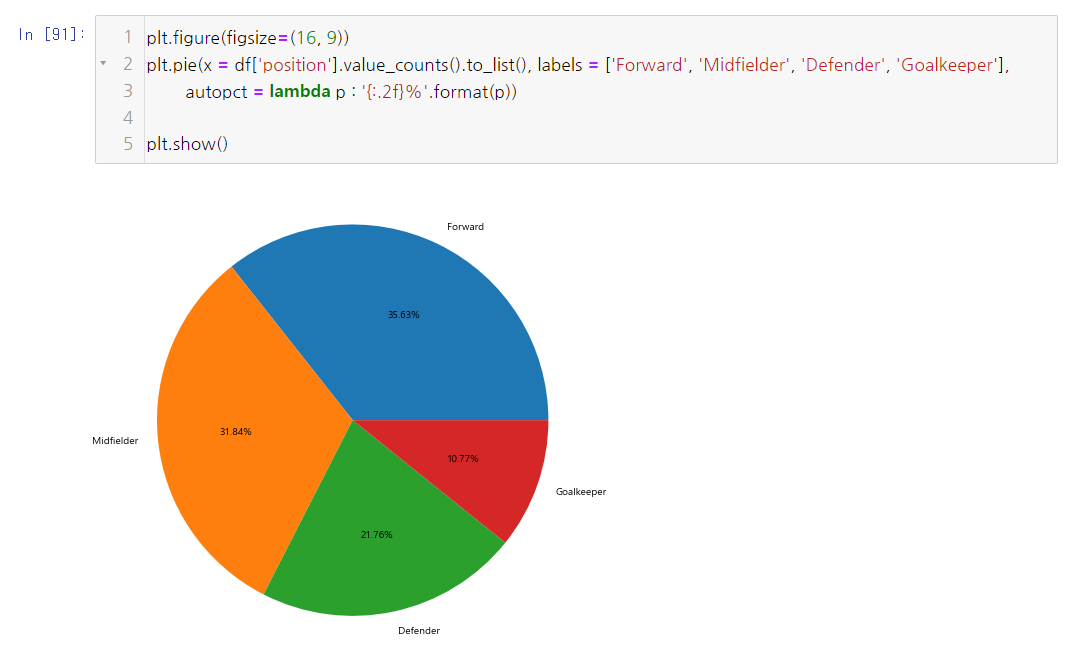 In [91]:
1 plt.figure(figsize=(16, 9))
2 plt.pie(x = df['position'].value_counts().to_list(), labels = ['Forward', 'Midfielder', 'Defender', 'Goalkeeper'],
3 autopct = lambda p : '{:.2f}%'.format(p))
4
5 plt.show()
Forward
35.63%
31.84%
Midfielder
10.77%
Goalkeeper
21.76%
Defender